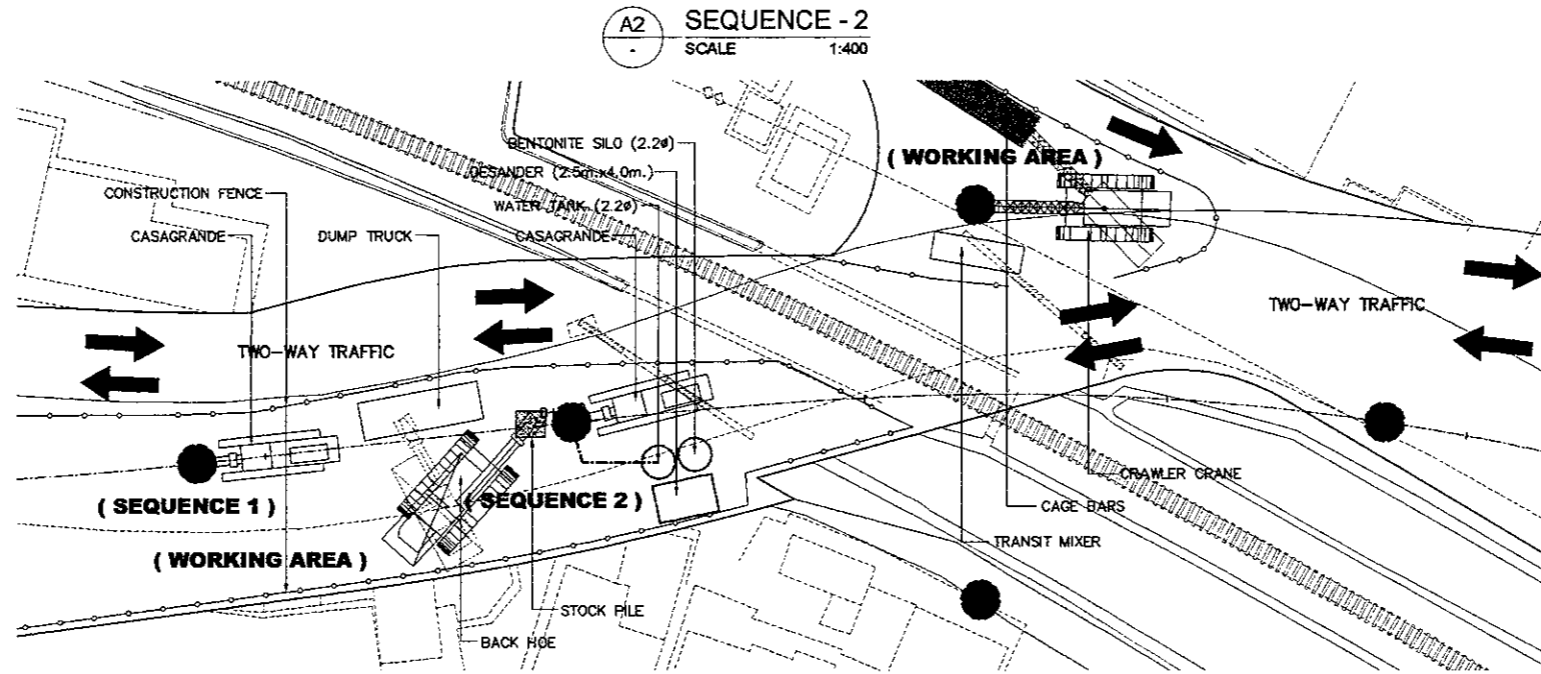 A2
SEQUENCE - 2
-
SCALE 1:400
BENTONITE SILO (2.2ø)
( WORKING AREA )
DESANDER (2.5m.x4.0m.)
CONSTRUCTION FENCE
WATER TANK (2.2ø)
CASAGRANDE
DUMP TRUCK
CASAGRANDE
TWO-WAY TRAFFIC
TWO-WAY TRAFFIC
CRAWLER CRANE
( SEQUENCE 1 )
( SEQUENCE 2 )
CAGE BARS
TRANSIT MIXER
( WORKING AREA )
STOCK PILE
BACK HOE